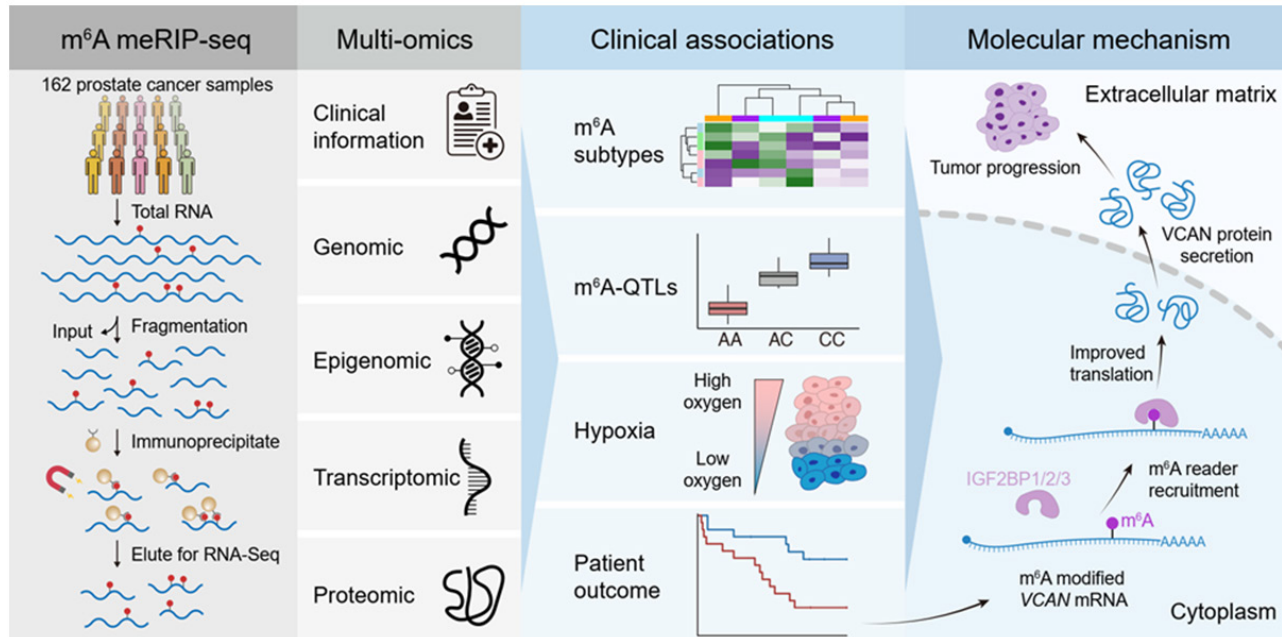 m⁶A meRIP-seq
162 prostate cancer samples
Total RNA
Input
Fragmentation
Immunoprecipitate
Elute for RNA-Seq
Multi-omics
Clinical
information
Genomic
Epigenomic
Transcriptomic
Proteomic
Clinical associations
m⁶A
subtypes
m⁶A-QTLs
AA AC CC
Hypoxia
High
oxygen
Low
oxygen
Patient
outcome
Molecular mechanism
Extracellular matrix
Tumor progression
VCAN protein
secretion
Improved
translation
AAAAA
m⁶A reader
recruitment
IGF2BP1/2/3
m⁶A
AAAAA
m⁶A modified
VCAN mRNA
Cytoplasm